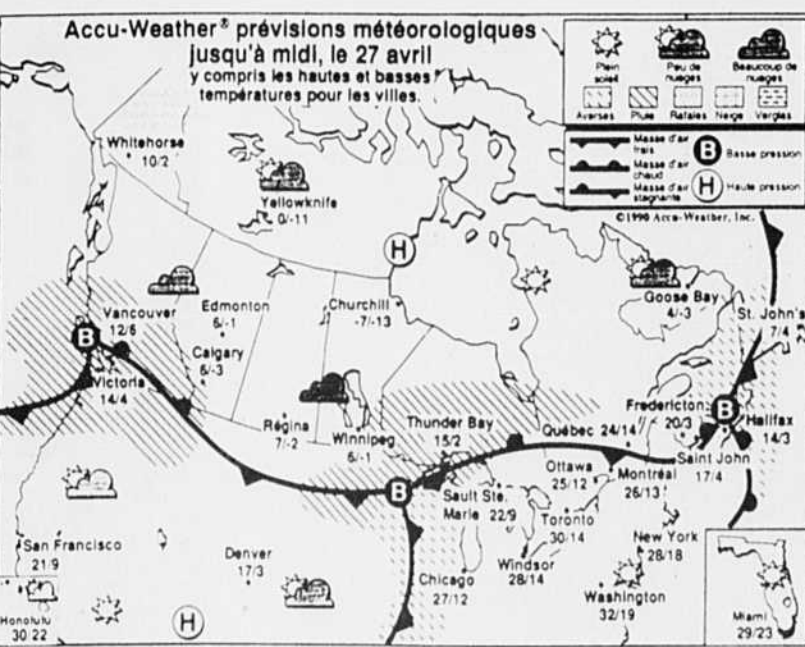 Accu-Weather® prévisions météorologiques
jusqu'à midi, le 27 avril
y compris les hautes et basses
températures pour les villes.
Plein
soleil
Peu de
nuages
Beaucoup de
nuages
Averses
Pluie
Rafales
Neige
Verglas
Masse d'air
frais
Masse d'air
chaud
Masse d'air
stagnante
B Basse pression
H Haute pression
©1990 Accu-Weather, Inc.
Whitehorse
10/2
Yellowknife
0/-11
H
Vancouver
12/6
B
Victoria
14/4
Edmonton
6/-1
Calgary
6/-3
Churchill
-7/-13
Goose Bay
4/-3
St. John's
7/4
Régina
7/-2
Winnipeg
6/-1
Thunder Bay
15/2
Québec 24/14
Fredericton
20/3
B
Halifax
14/3
Saint John
17/4
B
Sault Ste.
Marie 22/9
Ottawa
25/12
Montréal
26/13
Toronto
30/14
Windsor
28/14
New York
28/18
San Francisco
21/9
Denver
17/3
Chicago
27/12
Washington
32/19
Honolulu
30/22
H
Miami
29/23